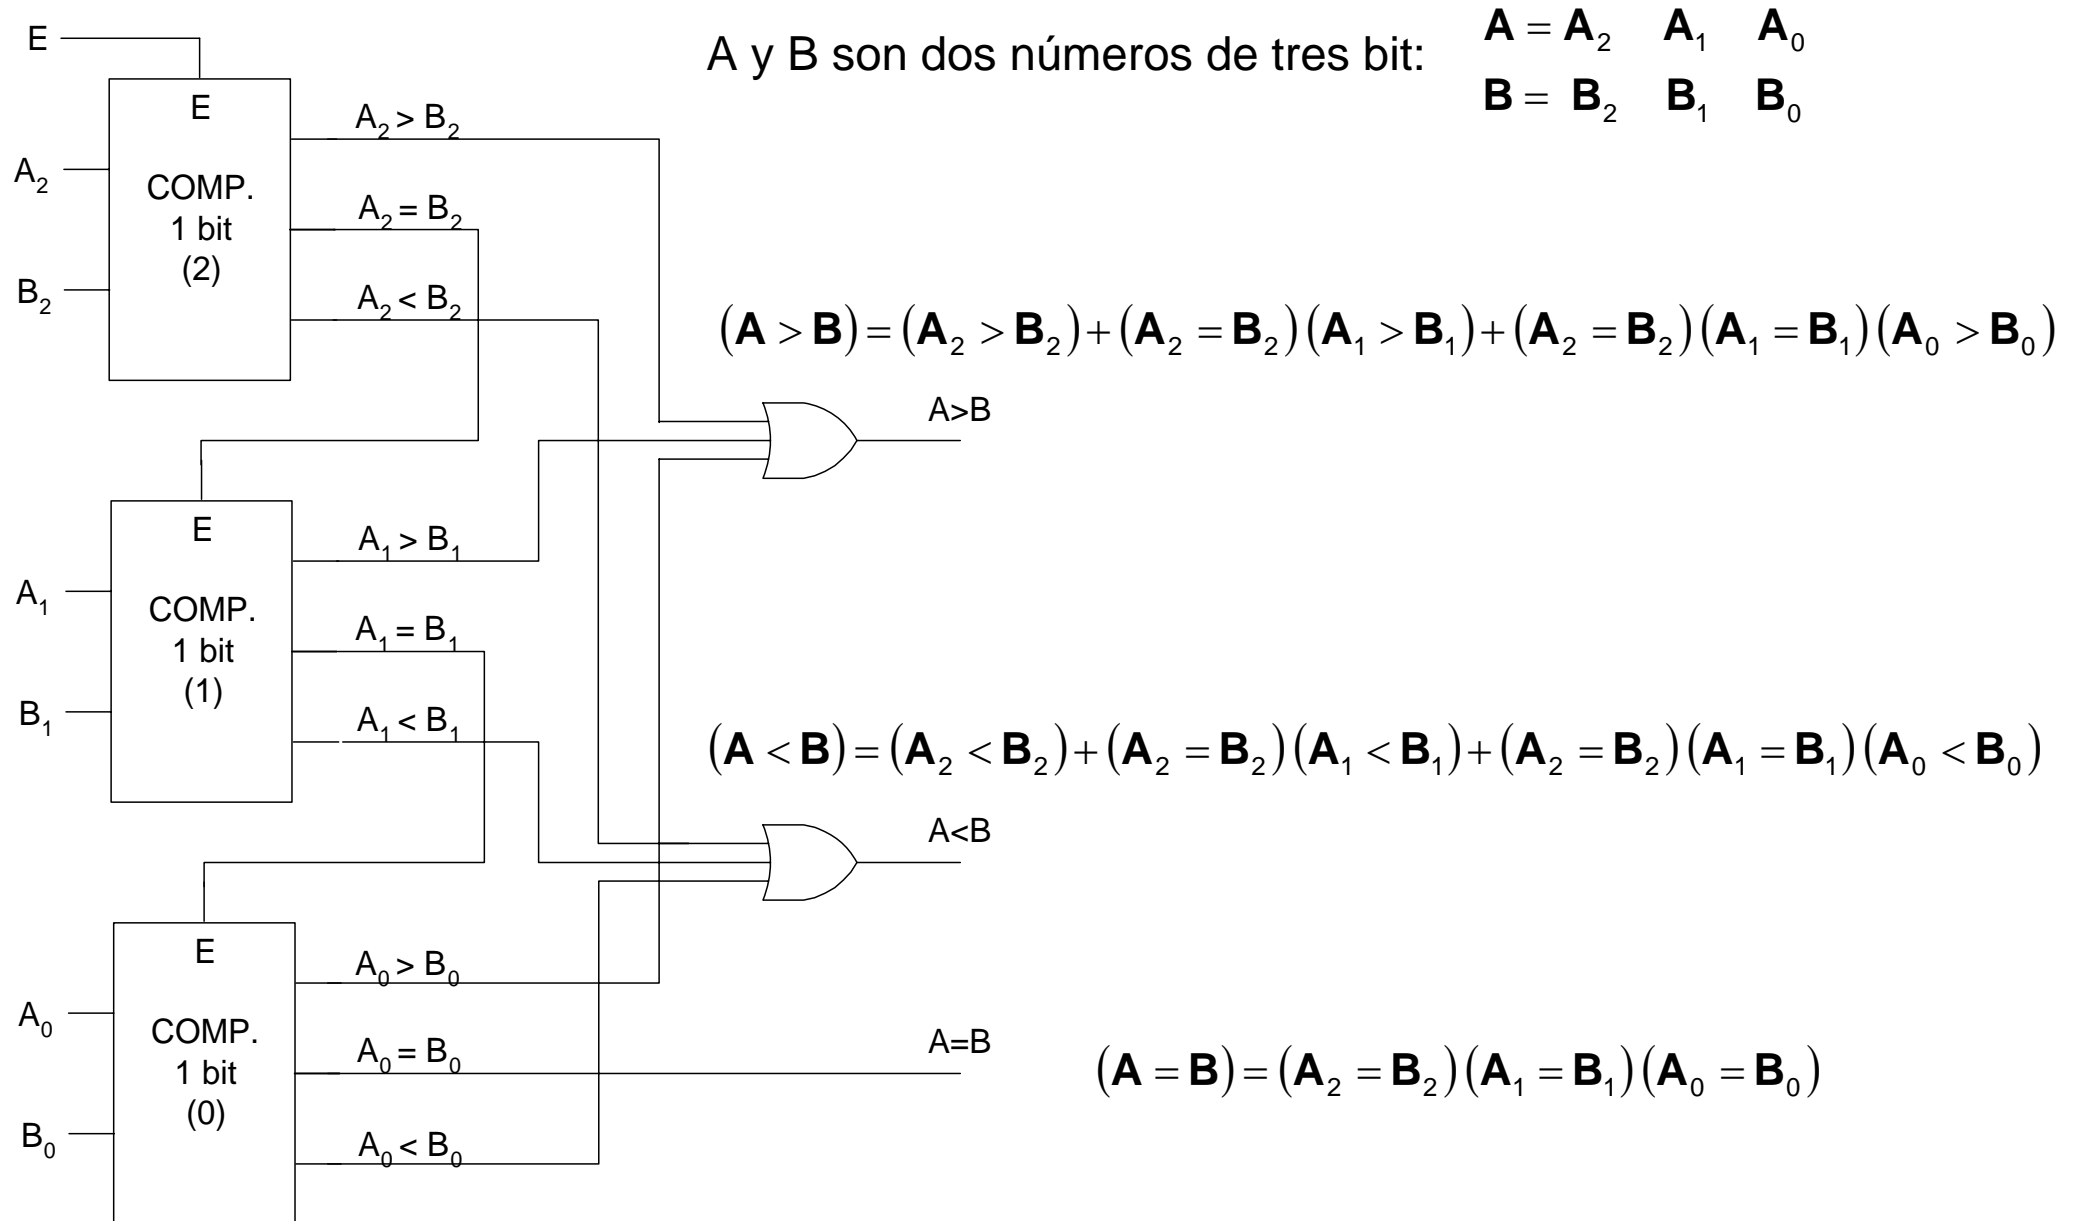 A y B son dos números de tres bit:
A = A₂ A₁ A₀
B = B₂ B₁ B₀
E
E
A₂
B₂
COMP.
1 bit
(2)
A₂ > B₂
A₂ = B₂
A₂ < B₂
(A > B) = (A₂ > B₂) + (A₂ = B₂)(A₁ > B₁) + (A₂ = B₂)(A₁ = B₁)(A₀ > B₀)
A>B
E
A₁
B₁
COMP.
1 bit
(1)
A₁ > B₁
A₁ = B₁
A₁ < B₁
(A < B) = (A₂ < B₂) + (A₂ = B₂)(A₁ < B₁) + (A₂ = B₂)(A₁ = B₁)(A₀ < B₀)
A<B
E
A₀
B₀
COMP.
1 bit
(0)
A₀ > B₀
A₀ = B₀
A₀ < B₀
A=B
(A = B) = (A₂ = B₂)(A₁ = B₁)(A₀ = B₀)